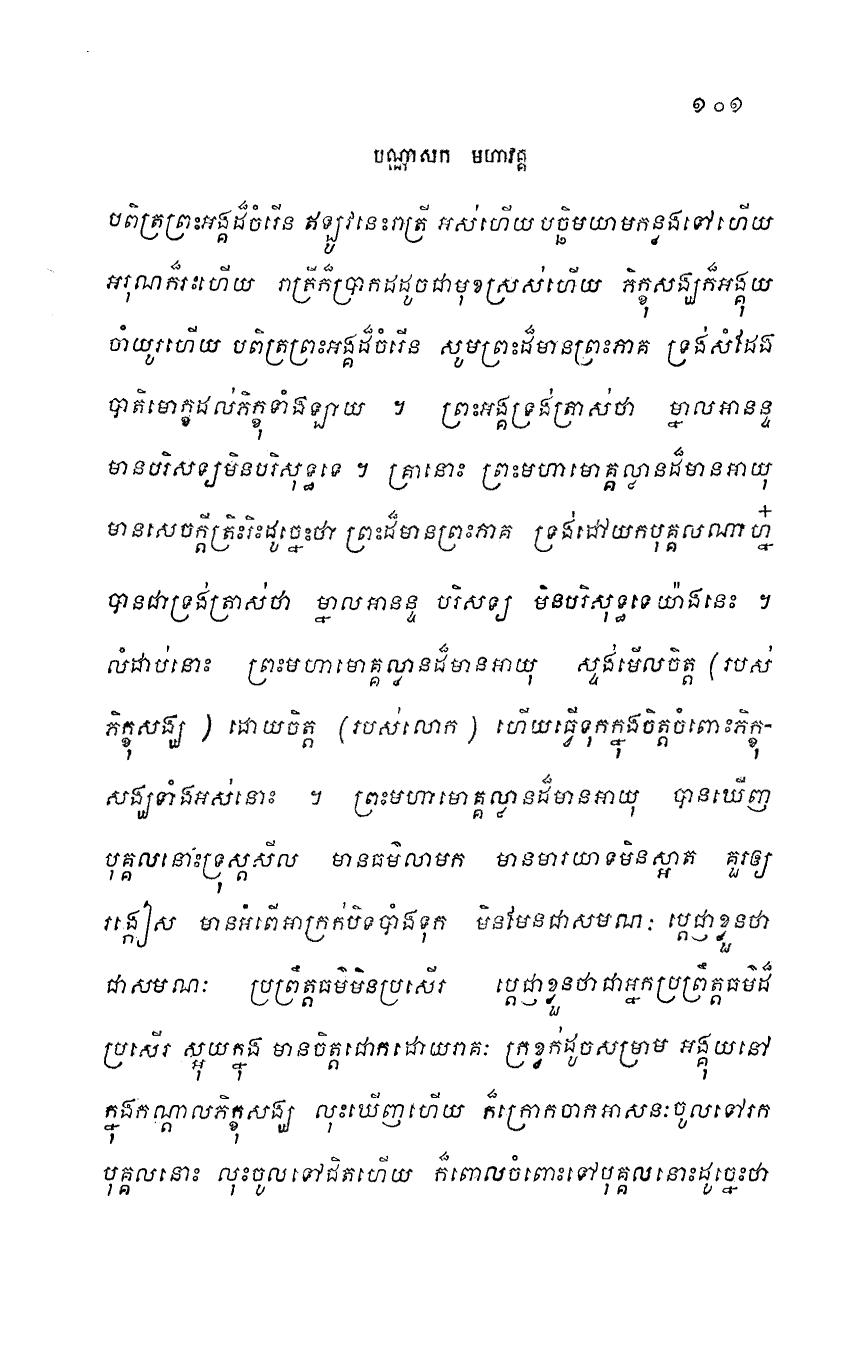 ១០១
បណ្ណាសក មហាវគ្គ
បពិត្រព្រះអង្គដ៏ចំរើន ឥឡូវនេះរាត្រី អស់ហើយ បច្ឆិមយាមកន្លងទៅហើយ
អរុណក៏រះហើយ រាត្រីក៏ប្រាកដដូចជាមុខស្រស់ហើយ ភិក្ខុសង្ឃក៏អង្គុយ
ចាំយូរហើយ បពិត្រព្រះអង្គដ៏ចំរើន សូមព្រះដ៏មានព្រះភាគ ទ្រង់សំដែង
បាតិមោក្ខដល់ភិក្ខុទាំងឡាយ ។ ព្រះអង្គទ្រង់ត្រាស់ថា ម្នាលអានន្ទ
មានបរិសទ្យមិនបរិសុទ្ធទេ ។ គ្រានោះ ព្រះមហាមោគ្គល្លានដ៏មានអាយុ
មានសេចក្តីត្រិះរិះដូច្នេះថា ព្រះដ៏មានព្រះភាគ ទ្រង់ដៅយកបុគ្គលណាហ្ន៎
បានជាទ្រង់ត្រាស់ថា ម្នាលអានន្ទ បរិសទ្យ មិនបរិសុទ្ធទេយ៉ាងនេះ ។
លំដាប់នោះ ព្រះមហាមោគ្គល្លានដ៏មានអាយុ ស្ទង់មើលចិត្ត (របស់
ភិក្ខុសង្ឃ ) ដោយចិត្ត (របស់លោក ) ហើយធ្វើទុកក្នុងចិត្តចំពោះភិក្ខុ-
សង្ឃទាំងអស់នោះ ។ ព្រះមហាមោគ្គល្លានដ៏មានអាយុ បានឃើញ
បុគ្គលនោះទ្រុស្តសីល មានធម៌លាមក មានមារយាទមិនស្អាត គួរឲ្យ
រង្កៀស មានអំពើអាក្រក់បិទបាំងទុក មិនមែនជាសមណៈ ប្តេជ្ញាខ្លួនថា
ជាសមណៈ ប្រព្រឹត្តធម៌មិនប្រសើរ ប្តេជ្ញាខ្លួនថាជាអ្នកប្រព្រឹត្តធម៌ដ៏
ប្រសើរ ស្អុយក្នុង មានចិត្តជោកដោយរាគៈ ក្រខ្វក់ដូចសម្រាម អង្គុយនៅ
ក្នុងកណ្តាលភិក្ខុសង្ឃ លុះឃើញហើយ ក៏ក្រោកចាកអាសនៈចូលទៅរក
បុគ្គលនោះ លុះចូលទៅជិតហើយ ក៏ពោលចំពោះទៅបុគ្គលនោះដូច្នេះថា